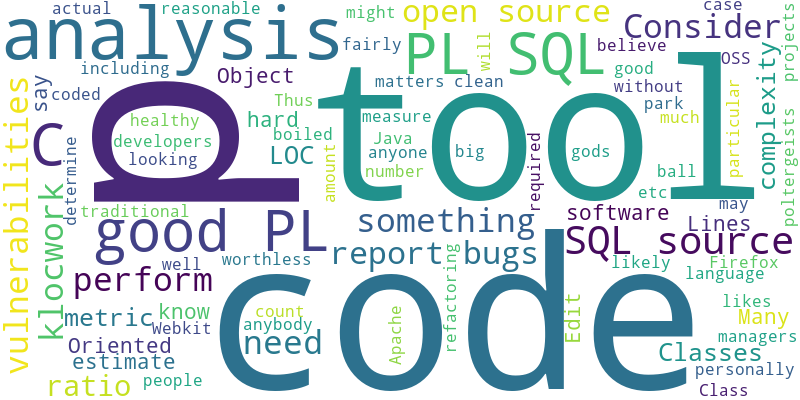 actual
reasonable
analysis
including
Object
might
fairly
open source
PL SQL
will
Consider
case
OSS
believe
good
without
park
projects
complexity
particular
matters clean
tool
p
C
say
coded
vulnerabilities
healthy
developers
looking
Thus
hard
boiled
LOC
measure
Java
anyone
number
amount
big
gods
much
ball
etc
required
poltergeists
may
determine
traditional
klocwork
good PL
something
software
Lines
report bugs
SQL source
perform
well
worthless
likely
Firefox
language
code
metric
know
Webkit
count
anybody
need
Apache
refactoring
Edit
likes
Many
managers
Oriented
estimate
people
ratio
Classes
personally
Class